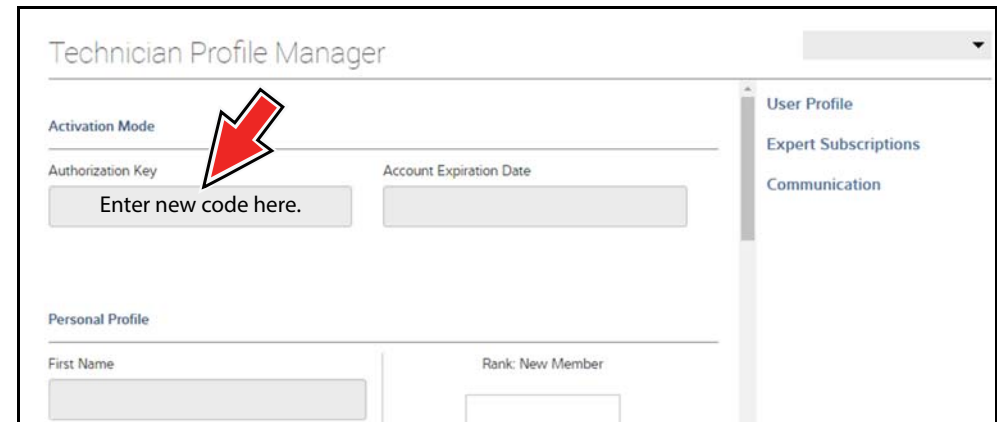 Technician Profile Manager
Activation Mode
Authorization Key
Account Expiration Date
Enter new code here.
Personal Profile
First Name
Rank: New Member
User Profile
Expert Subscriptions
Communication